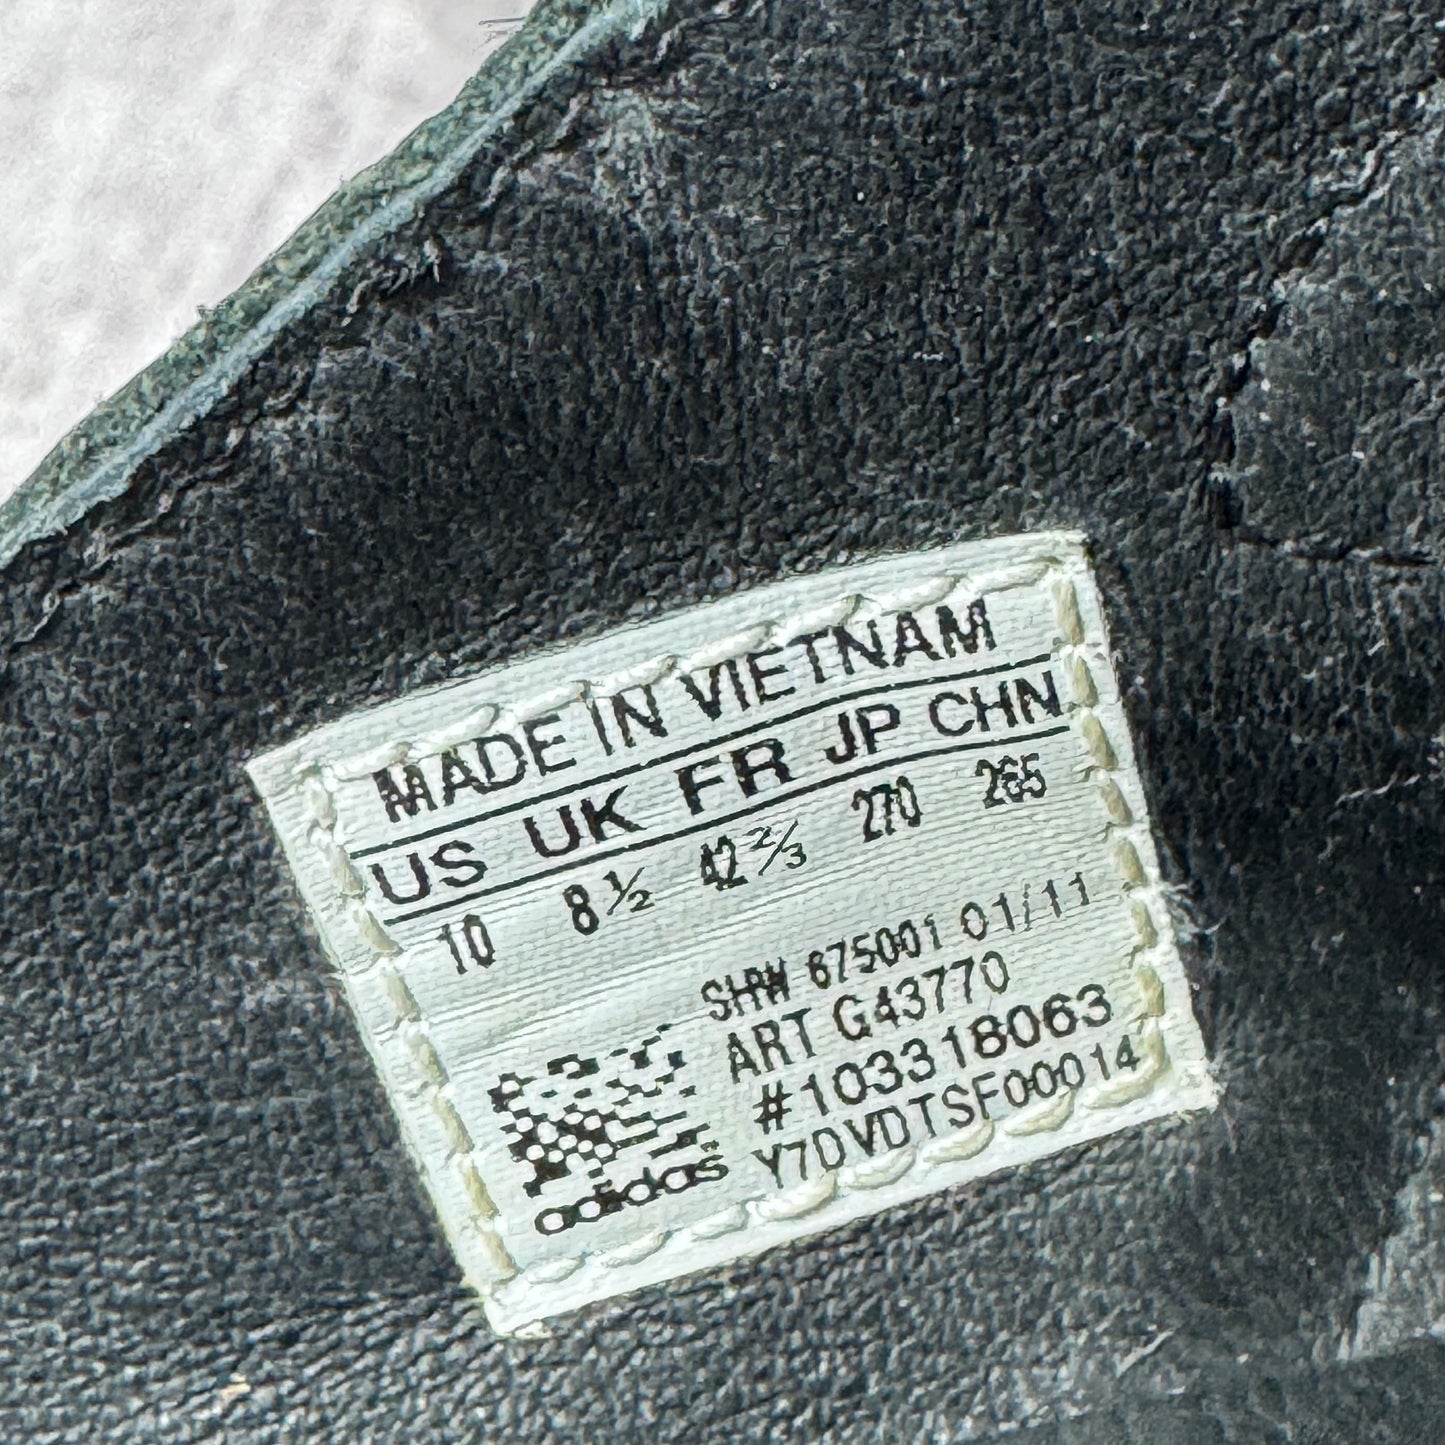 MADE IN VIETNAM
US UK FR JP CHN
10 8½ 42⅔ 270 265
SHR# 675001 01/11
ART G43770
#103318063
Y70VDTSF00014
adidas